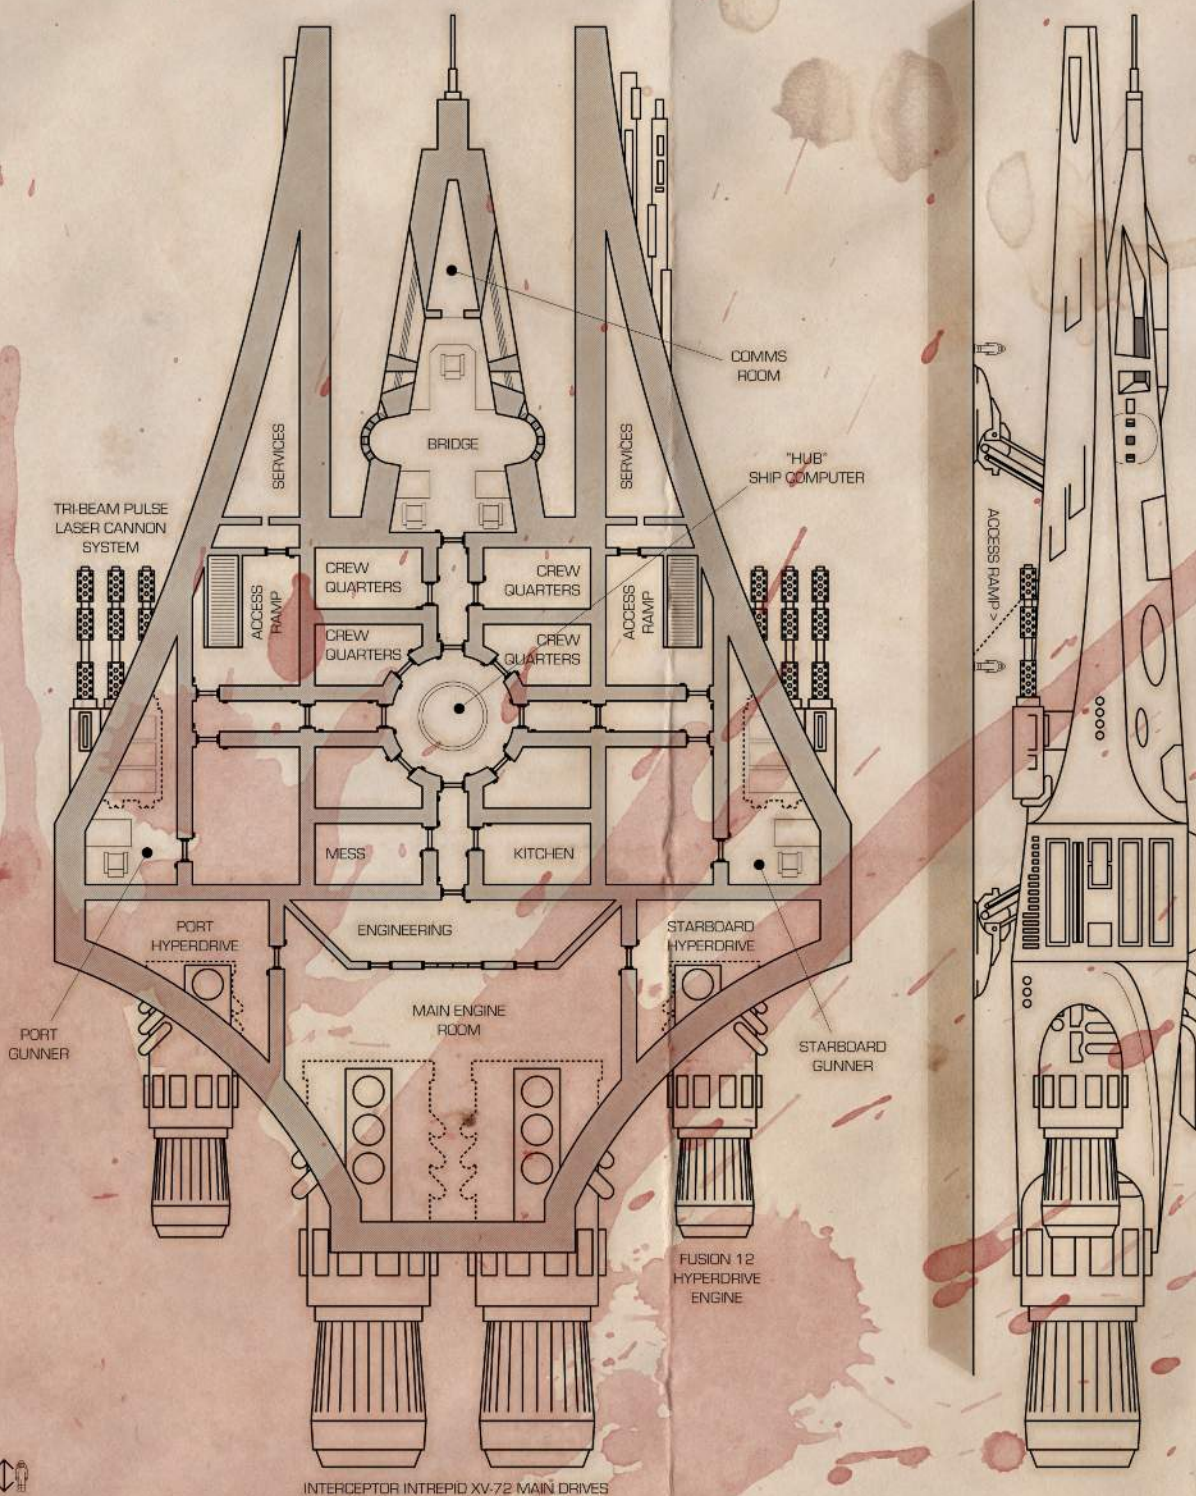 COMMS
ROOM
SERVICES
BRIDGE
SERVICES
"HUB"
SHIP COMPUTER
TRI-BEAM PULSE
LASER CANNON
SYSTEM
ACCESS RAMP >
CREW
QUARTERS
CREW
QUARTERS
ACCESS
RAMP
ACCESS
RAMP
CREW
QUARTERS
CREW
QUARTERS
MESS
KITCHEN
PORT
HYPERDRIVE
ENGINEERING
STARBOARD
HYPERDRIVE
MAIN ENGINE
ROOM
PORT
GUNNER
STARBOARD
GUNNER
FUSION 12
HYPERDRIVE
ENGINE
INTERCEPTOR INTREPID XV-72 MAIN DRIVES